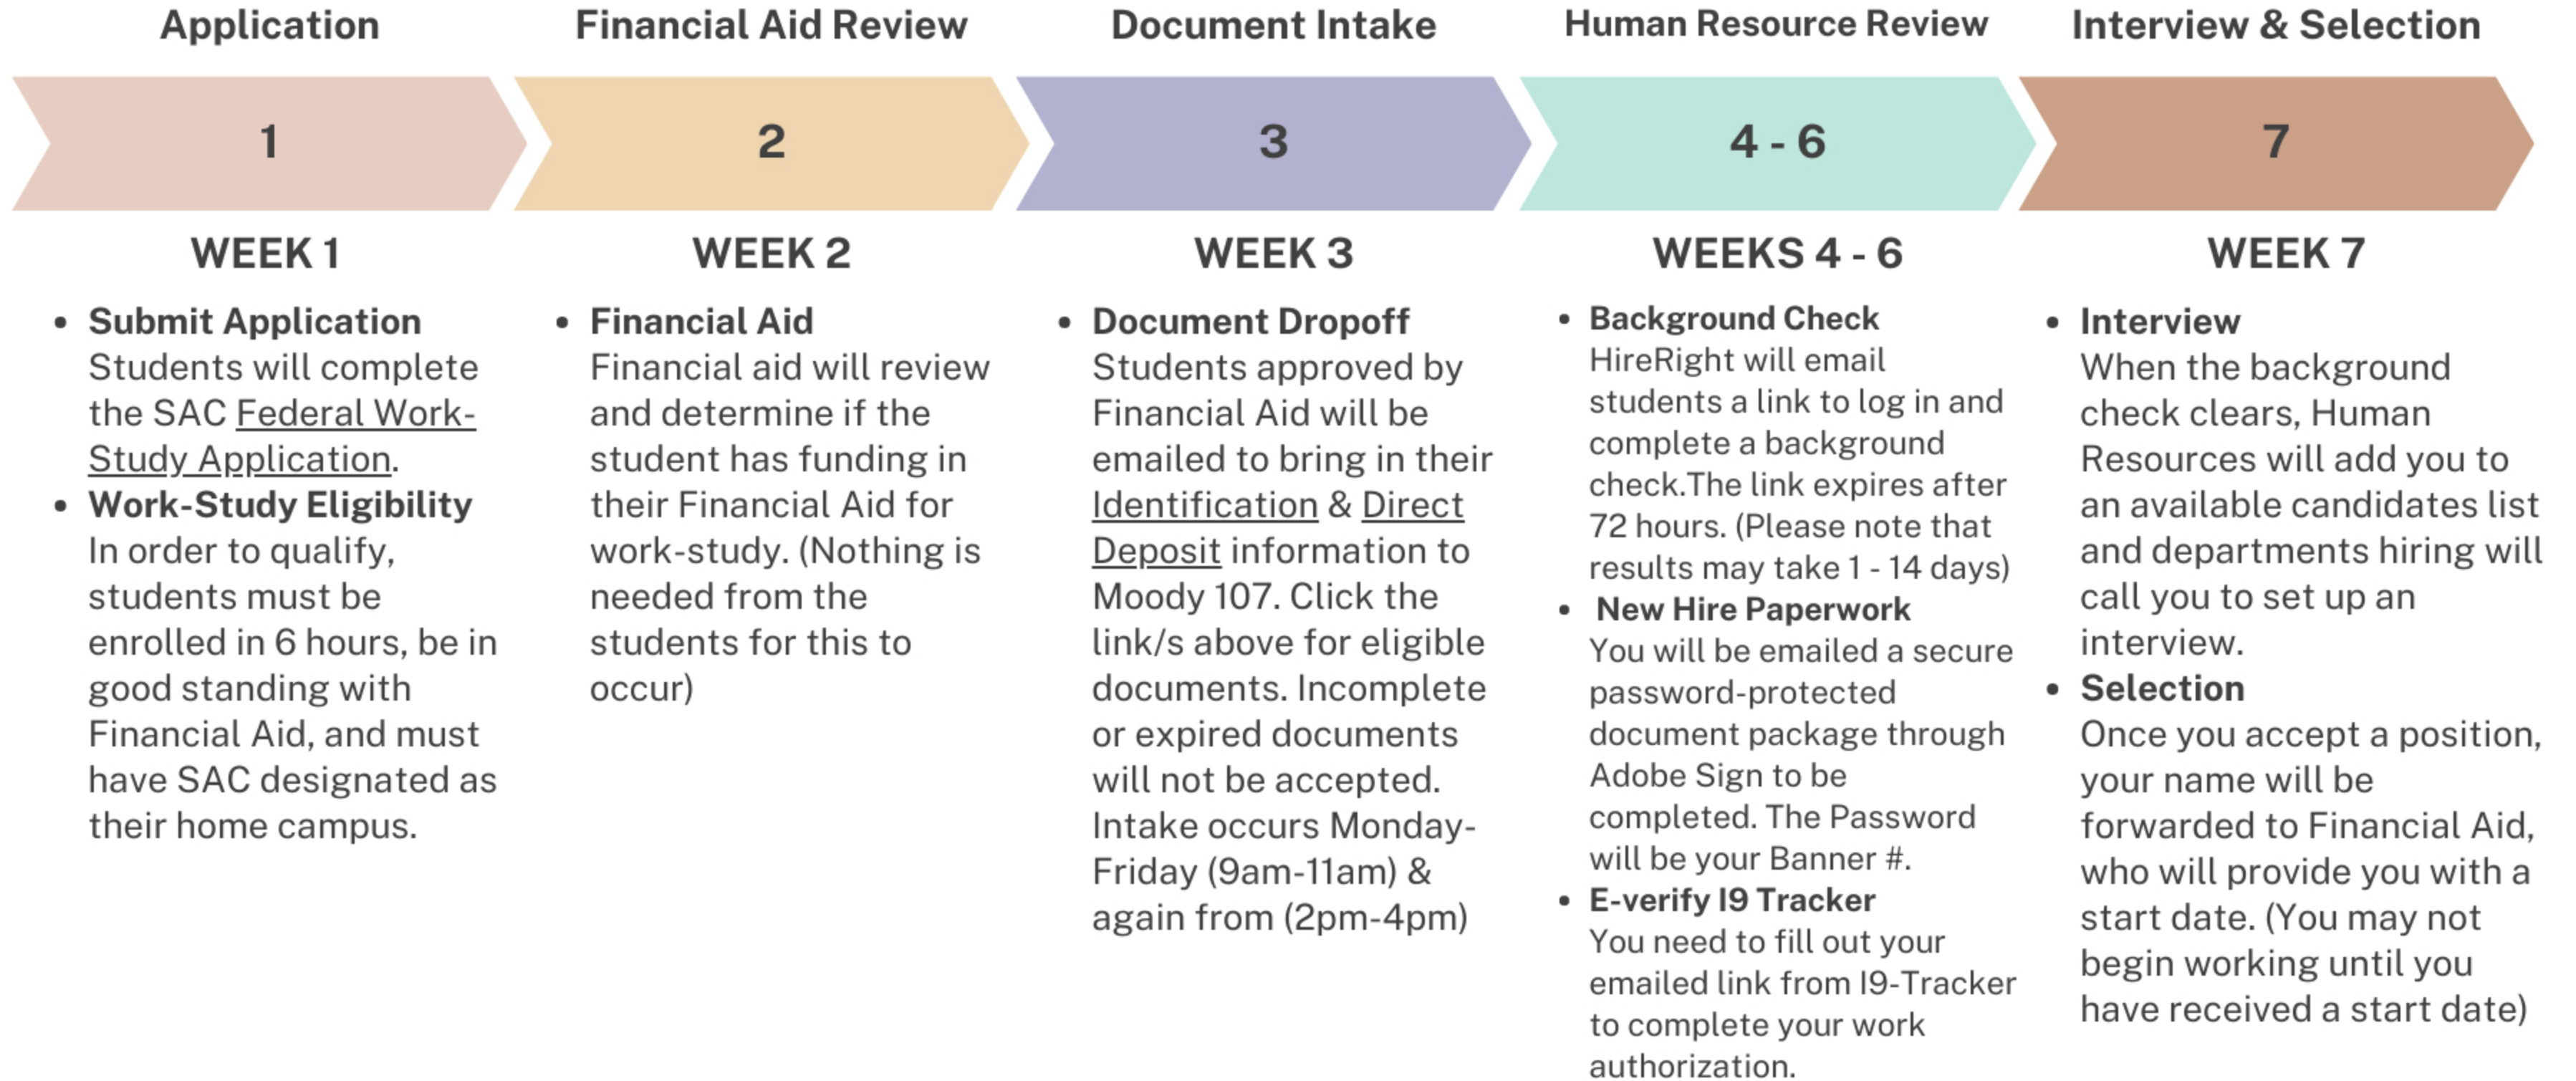 Application
Financial Aid Review
Document Intake
Human Resource Review
Interview & Selection
1
2
3
4 - 6
7
WEEK 1
• Submit Application
Students will complete
the SAC Federal Work-
Study Application.
• Work-Study Eligibility
In order to qualify,
students must be
enrolled in 6 hours, be in
good standing with
Financial Aid, and must
have SAC designated as
their home campus.
WEEK 2
• Financial Aid
Financial aid will review
and determine if the
student has funding in
their Financial Aid for
work-study. (Nothing is
needed from the
students for this to
occur)
WEEK 3
• Document Dropoff
Students approved by
Financial Aid will be
emailed to bring in their
Identification & Direct
Deposit information to
Moody 107. Click the
link/s above for eligible
documents. Incomplete
or expired documents
will not be accepted.
Intake occurs Monday-
Friday (9am-11am) &
again from (2pm-4pm)
WEEKS 4 - 6
• Background Check
HireRight will email
students a link to log in and
complete a background
check.The link expires after
72 hours. (Please note that
results may take 1 - 14 days)
• New Hire Paperwork
You will be emailed a secure
password-protected
document package through
Adobe Sign to be
completed. The Password
will be your Banner #.
• E-verify I9 Tracker
You need to fill out your
emailed link from I9-Tracker
to complete your work
authorization.
WEEK 7
• Interview
When the background
check clears, Human
Resources will add you to
an available candidates list
and departments hiring will
call you to set up an
interview.
• Selection
Once you accept a position,
your name will be
forwarded to Financial Aid,
who will provide you with a
start date. (You may not
begin working until you
have received a start date)